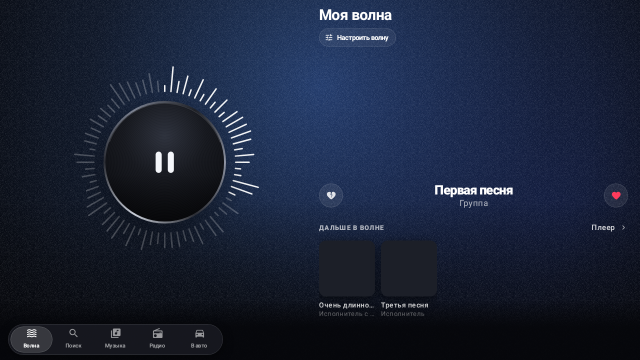 Моя волна
Настроить волну
Первая песня
Группа
ДАЛЬШЕ В ВОЛНЕ
Плеер
Очень длинно...
Исполнитель с ...
Третья песня
Исполнитель
Волна
Поиск
Музыка
Радио
В авто